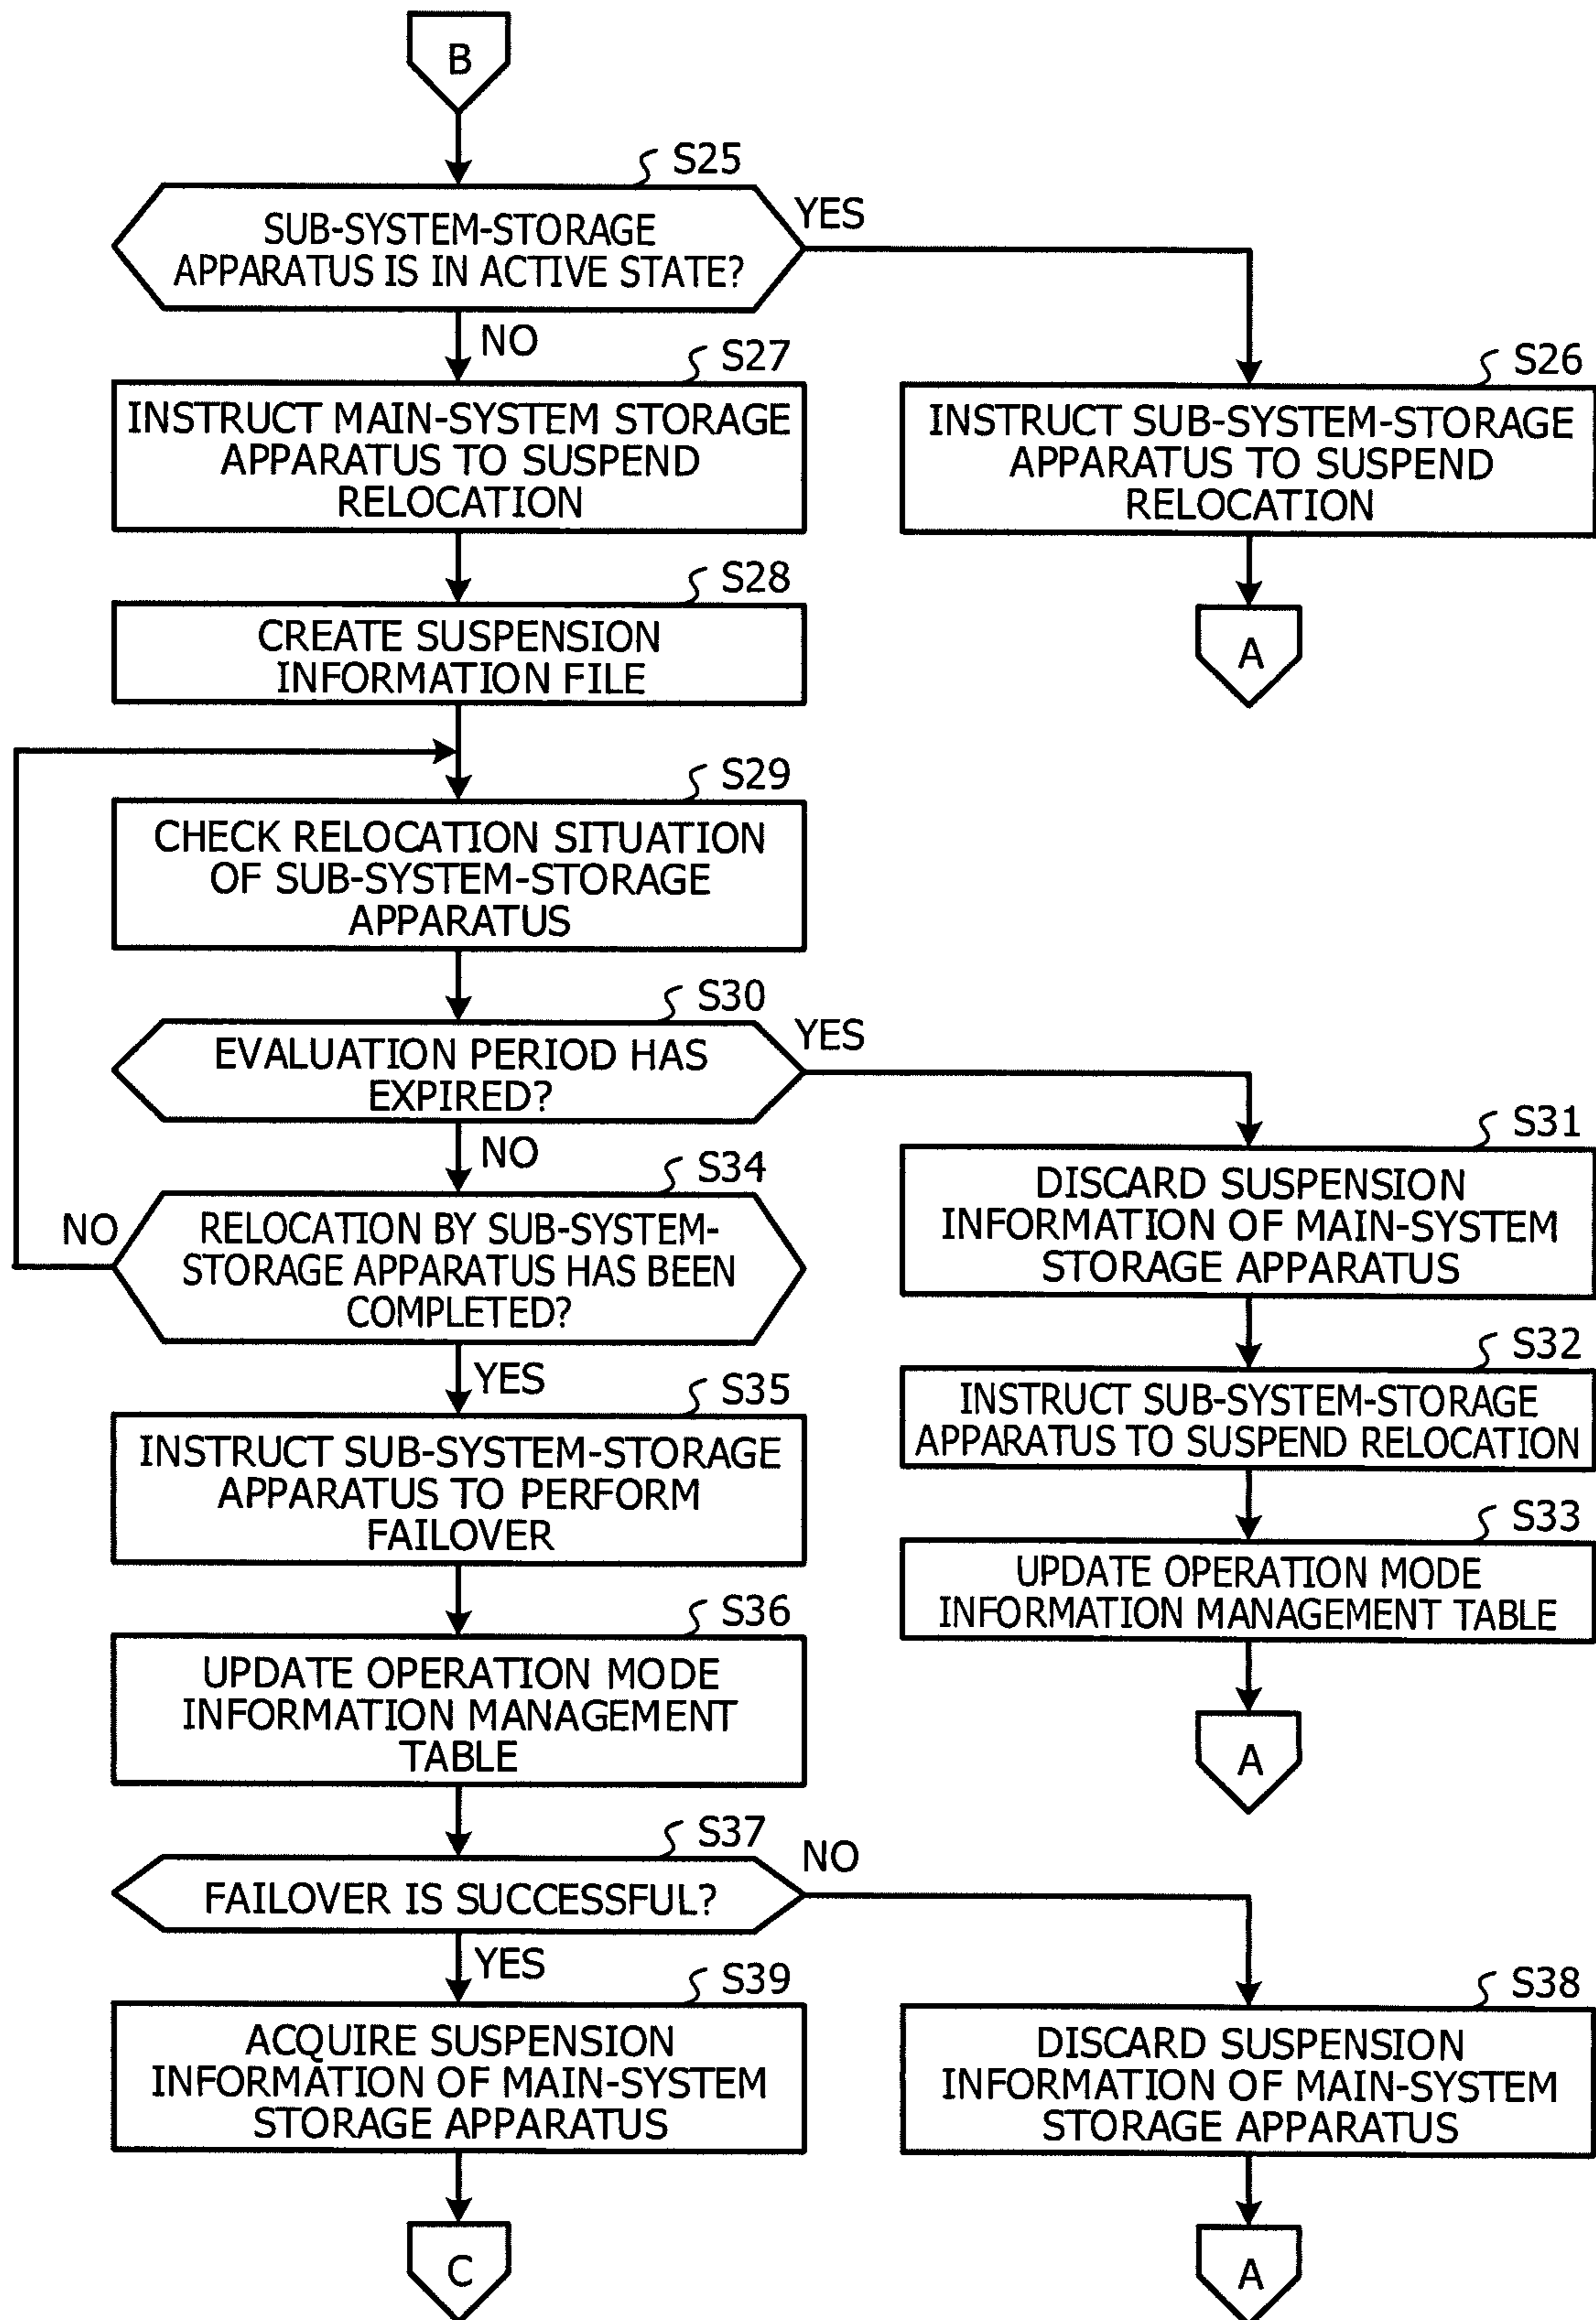 B
S25
SUB-SYSTEM-STORAGE
APPARATUS IS IN ACTIVE STATE?
YES
NO
S27
INSTRUCT MAIN-SYSTEM STORAGE
APPARATUS TO SUSPEND
RELOCATION
S26
INSTRUCT SUB-SYSTEM-STORAGE
APPARATUS TO SUSPEND
RELOCATION
A
S28
CREATE SUSPENSION
INFORMATION FILE
S29
CHECK RELOCATION SITUATION
OF SUB-SYSTEM-STORAGE
APPARATUS
S30
EVALUATION PERIOD HAS
EXPIRED?
YES
NO
S31
DISCARD SUSPENSION
INFORMATION OF MAIN-SYSTEM
STORAGE APPARATUS
S32
INSTRUCT SUB-SYSTEM-STORAGE
APPARATUS TO SUSPEND RELOCATION
S33
UPDATE OPERATION MODE
INFORMATION MANAGEMENT TABLE
A
S34
RELOCATION BY SUB-SYSTEM-
STORAGE APPARATUS HAS BEEN
COMPLETED?
NO
YES
S35
INSTRUCT SUB-SYSTEM-STORAGE
APPARATUS TO PERFORM
FAILOVER
S36
UPDATE OPERATION MODE
INFORMATION MANAGEMENT
TABLE
S37
FAILOVER IS SUCCESSFUL?
NO
YES
S39
ACQUIRE SUSPENSION
INFORMATION OF MAIN-SYSTEM
STORAGE APPARATUS
C
S38
DISCARD SUSPENSION
INFORMATION OF MAIN-SYSTEM
STORAGE APPARATUS
A